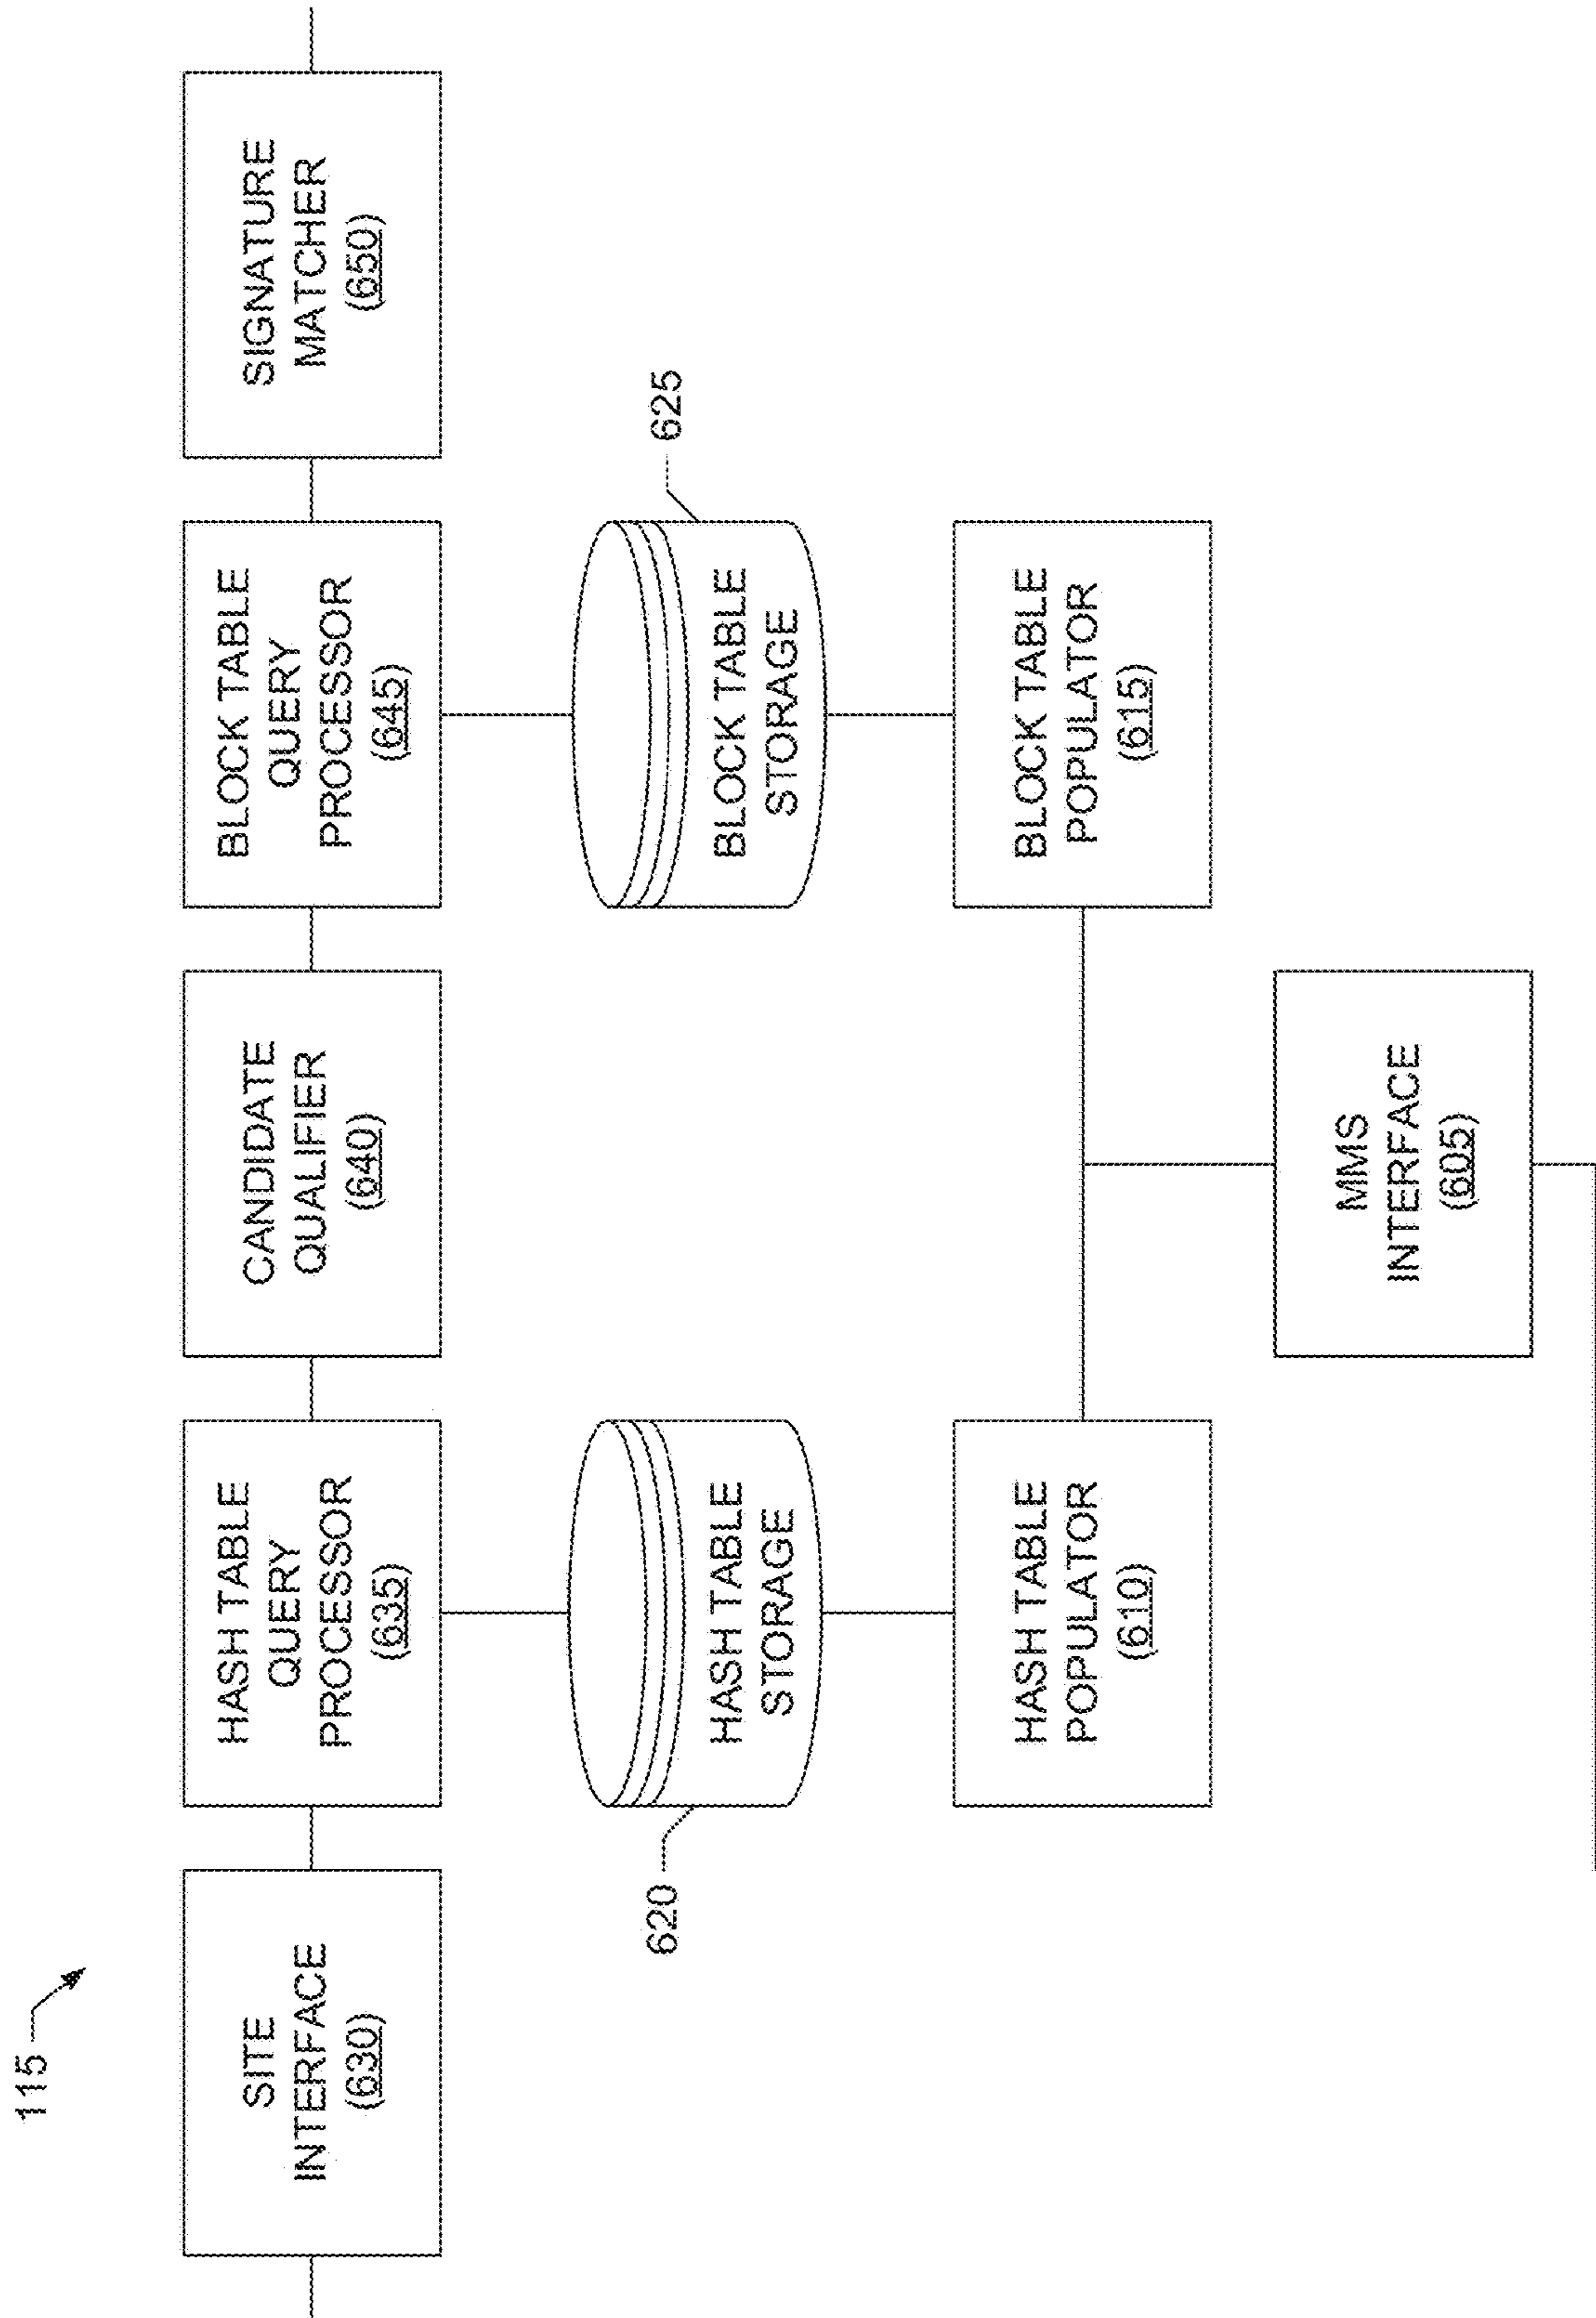 115
SITE
INTERFACE
(630)
HASH TABLE
QUERY
PROCESSOR
(635)
CANDIDATE
QUALIFIER
(640)
BLOCK TABLE
QUERY
PROCESSOR
(645)
SIGNATURE
MATCHER
(650)
620
HASH TABLE
STORAGE
BLOCK TABLE
STORAGE
625
HASH TABLE
POPULATOR
(610)
BLOCK TABLE
POPULATOR
(615)
MMS
INTERFACE
(605)